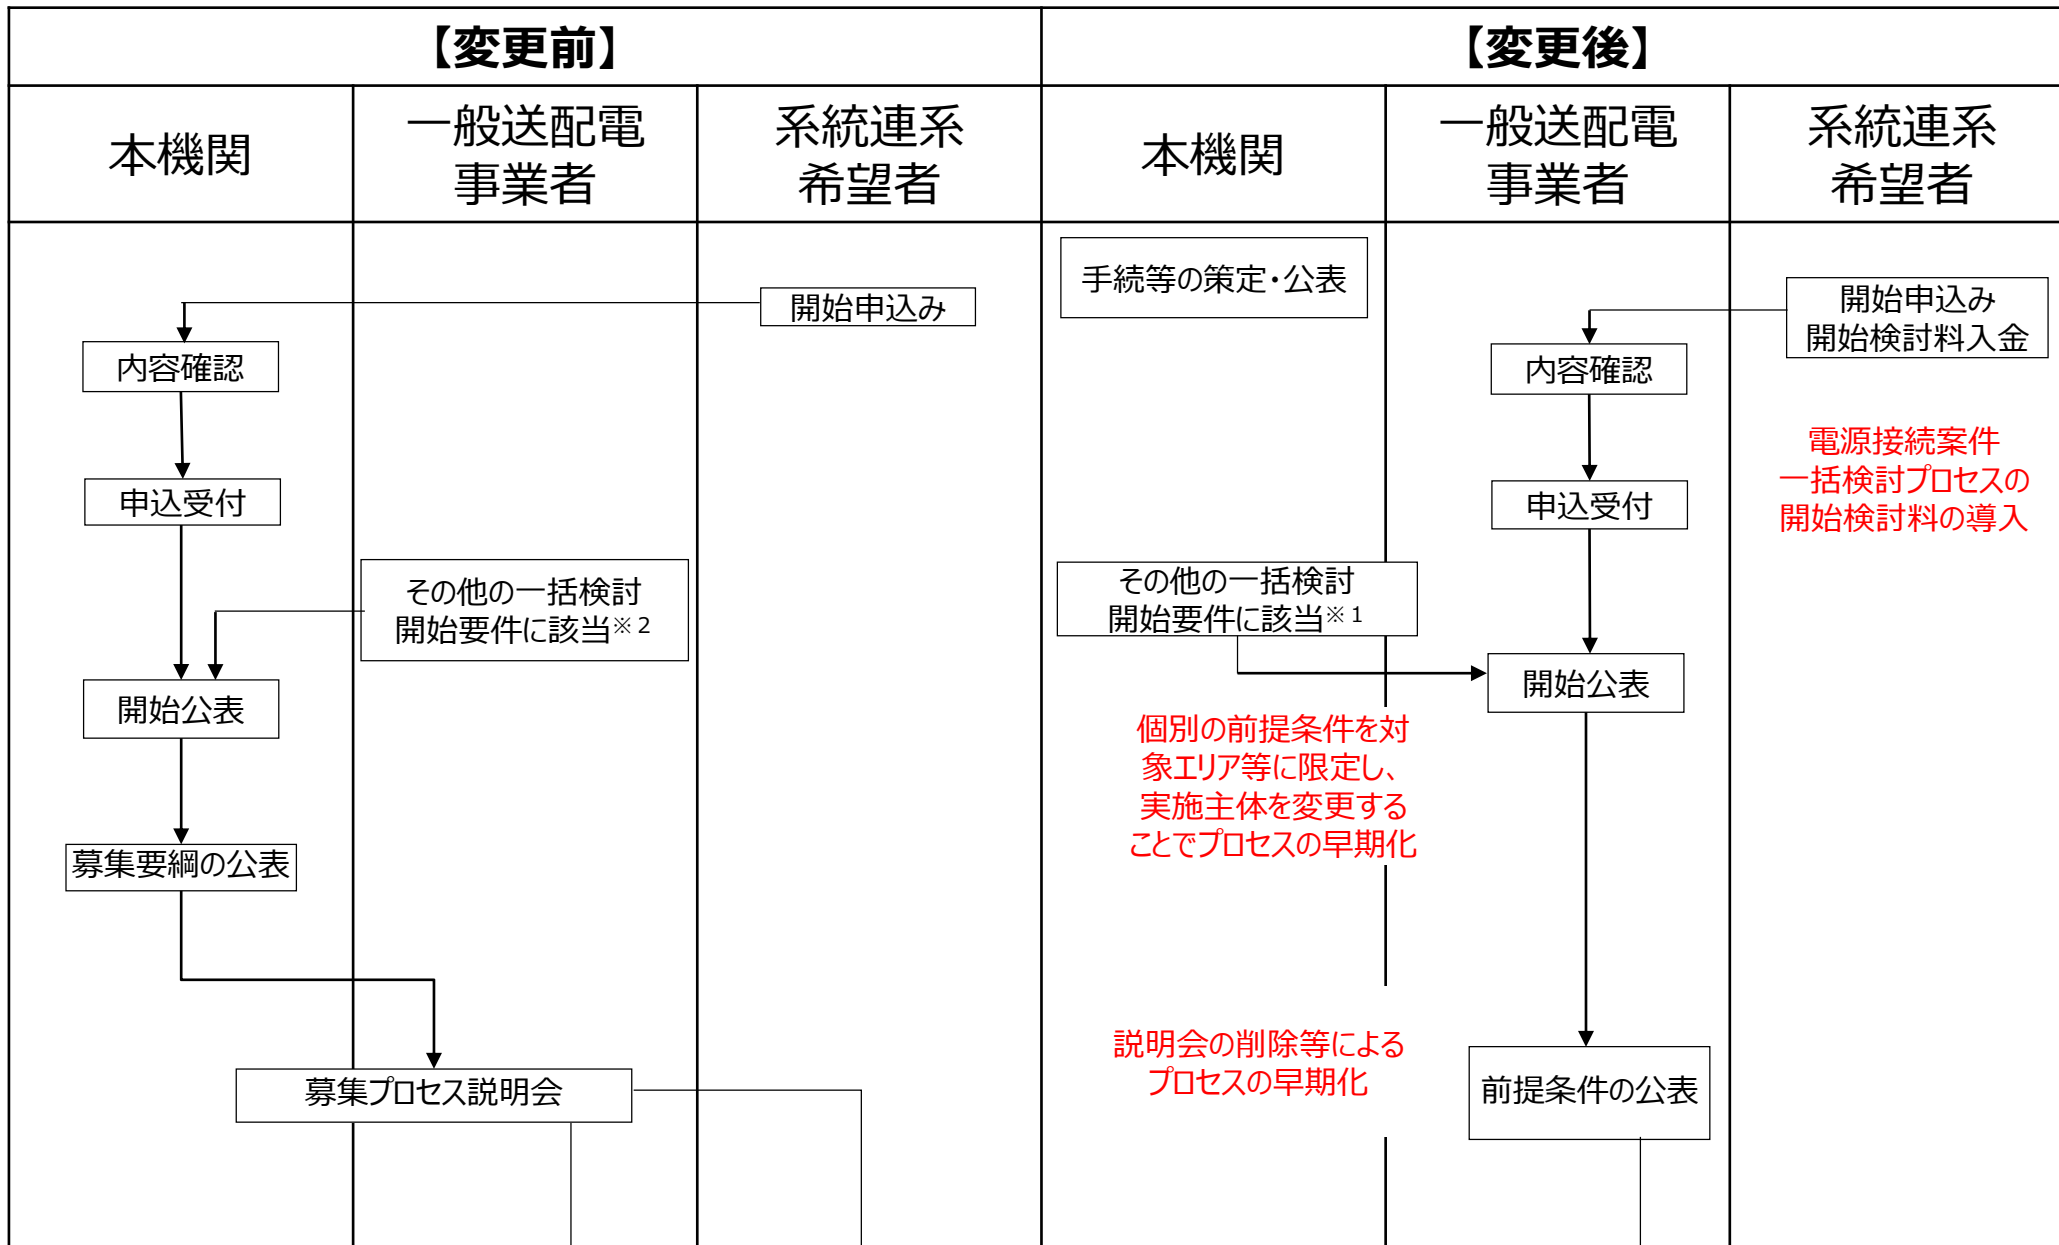 【変更前】
本機関
一般送配電
事業者
系統連系
希望者
開始申込み
内容確認
申込受付
その他の一括検討
開始要件に該当※2
開始公表
募集要綱の公表
募集プロセス説明会
【変更後】
本機関
一般送配電
事業者
系統連系
希望者
手続等の策定・公表
開始申込み
開始検討料入金
内容確認
電源接続案件
一括検討プロセスの
開始検討料の導入
申込受付
その他の一括検討
開始要件に該当※1
開始公表
個別の前提条件を対
象エリア等に限定し、
実施主体を変更する
ことでプロセスの早期化
説明会の削除等による
プロセスの早期化
前提条件の公表